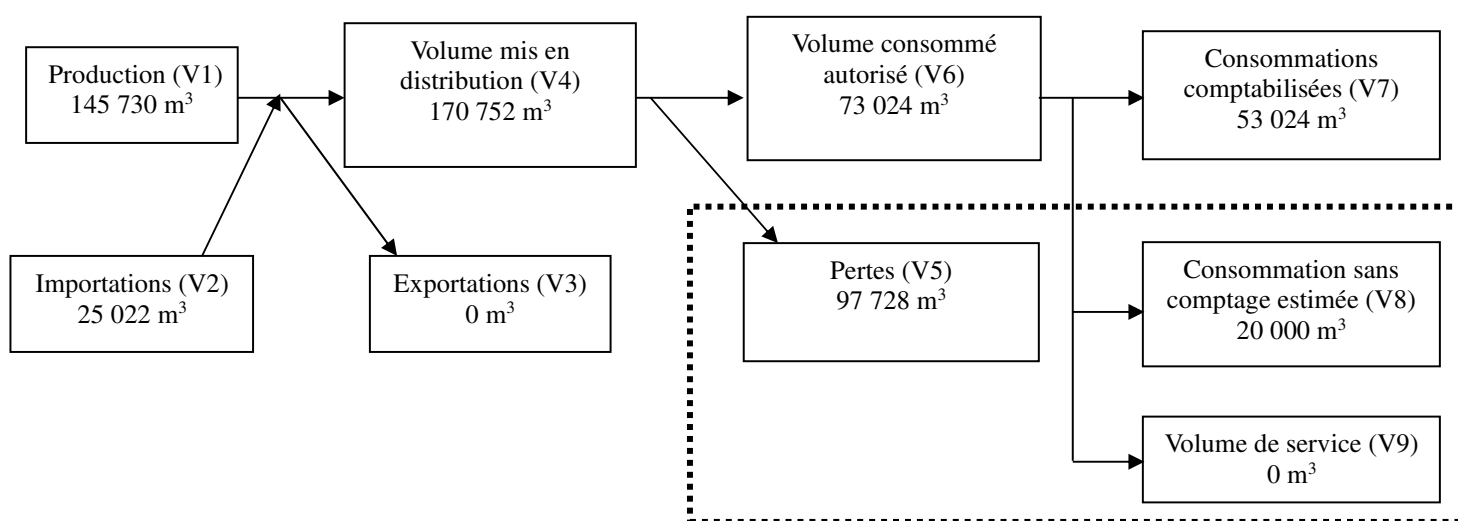 Production (V1)
145 730 m³
Volume mis en
distribution (V4)
170 752 m³
Volume consommé
autorisé (V6)
73 024 m³
Consommations
comptabilisées (V7)
53 024 m³
Importations (V2)
25 022 m³
Exportations (V3)
0 m³
Pertes (V5)
97 728 m³
Consommation sans
comptage estimée (V8)
20 000 m³
Volume de service (V9)
0 m³